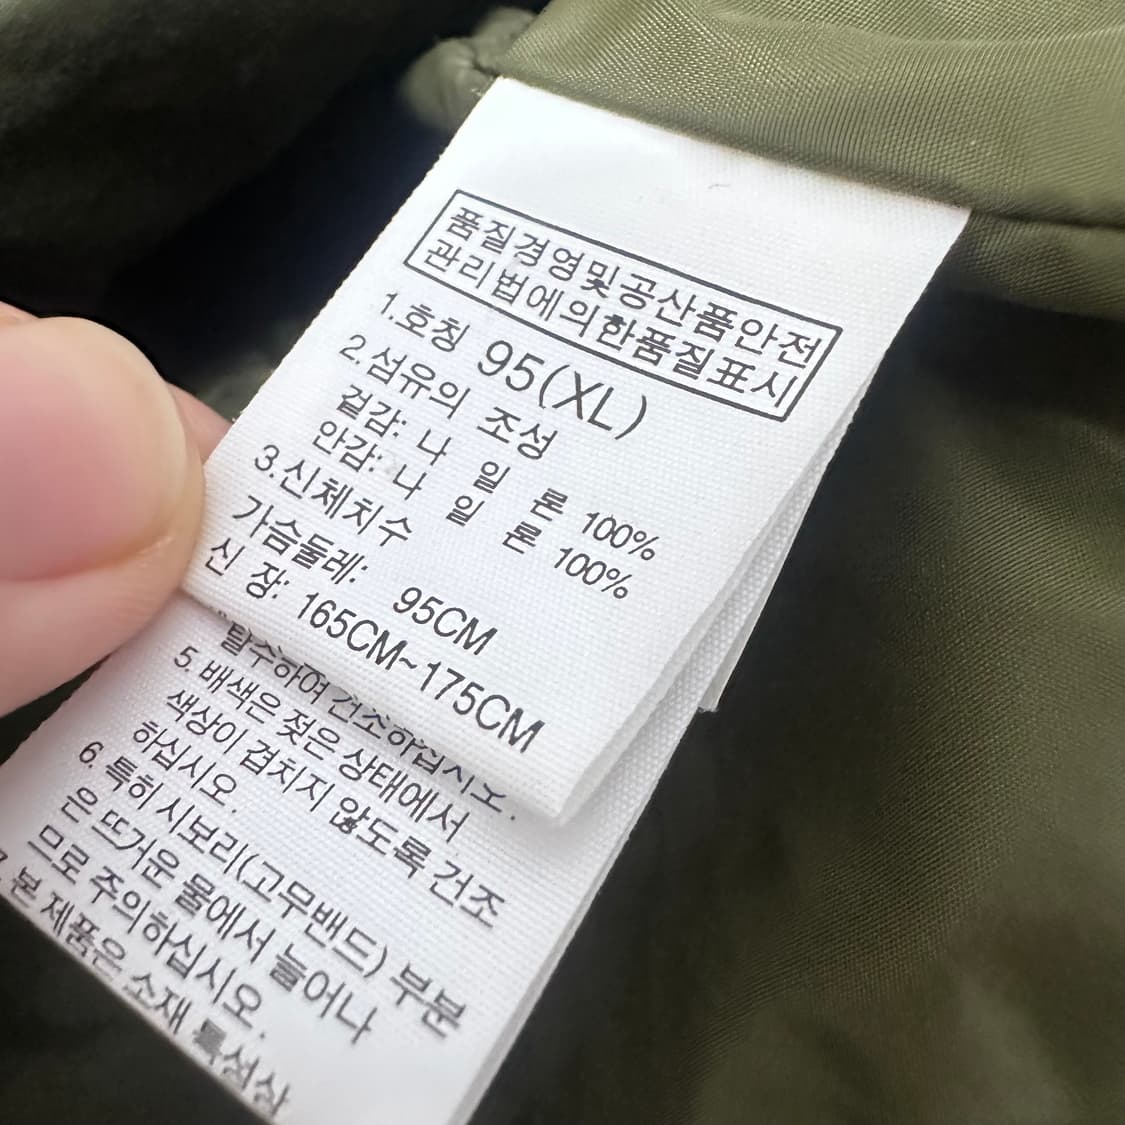 품질경영및공산품안전
관리법에의한품질표시
1.호칭 95(XL)
2.섬유의 조성
겉감: 나 일 론 100%
안감: 나 일 론 100%
3.신체치수
가슴둘레: 95CM
신 장: 165CM~175CM
탈수하여 건조하십시오.
5. 배색은 젖은 상태에서
색상이 겹치지 않도록 건조
하십시오.
6. 특히 시보리(고무밴드) 부분
은 뜨거운 물에서 늘어나
므로 주의하십시오.
7. 본 제품은 소재 특성상